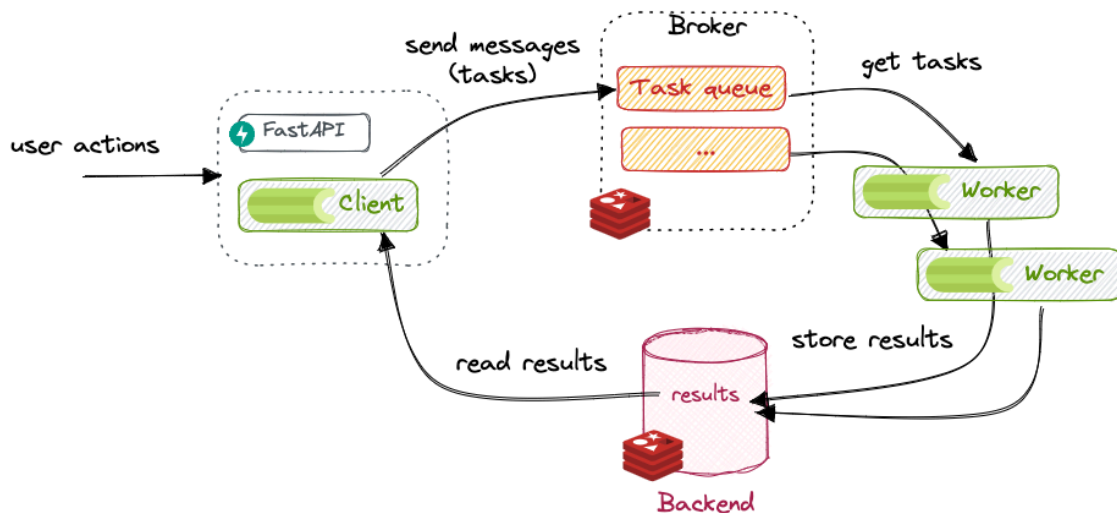 Broker
send messages
(tasks)
get tasks
Task queue
FastAPI
...
user actions
Client
Worker
Worker
store results
read results
results
Backend